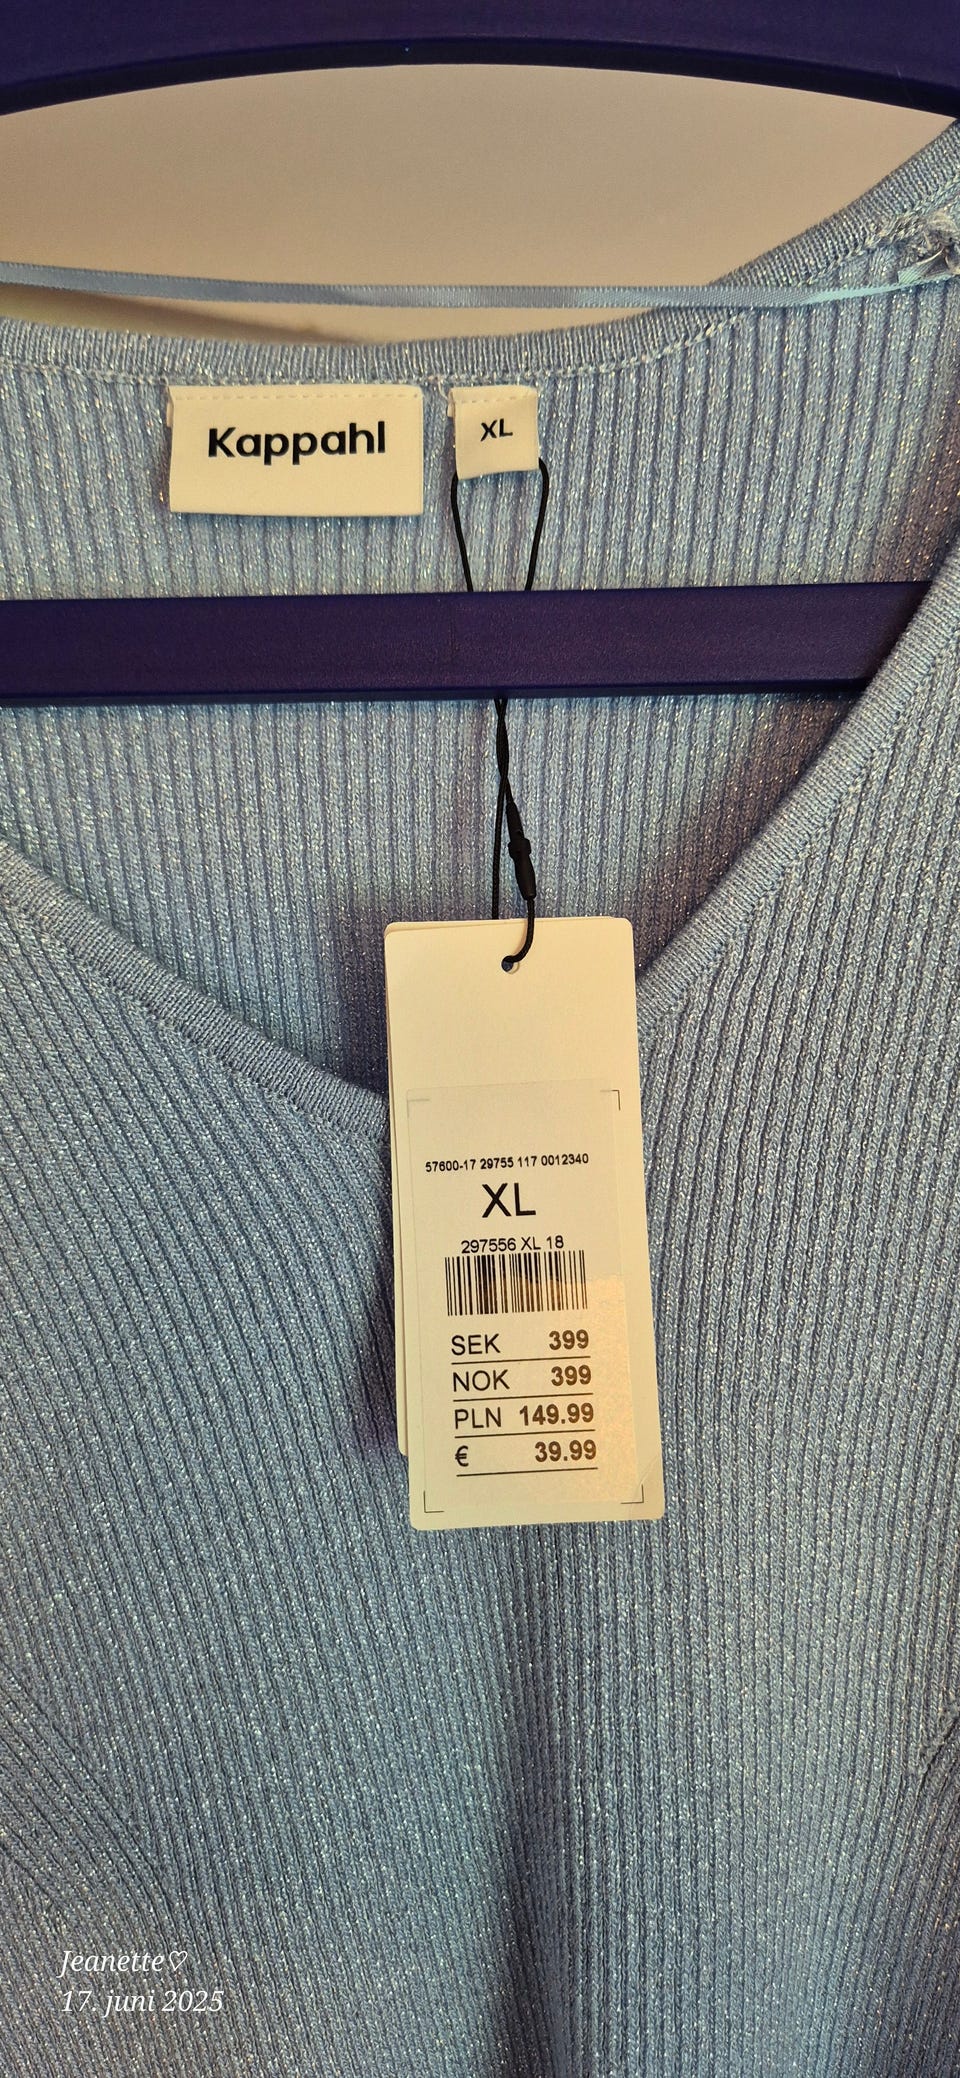 Kappahl
XL
57600-17 29755 117 0012340
XL
297556 XL 18
SEK 399
NOK 399
PLN 149.99
€ 39.99
Jeanette♡
17. juni 2025